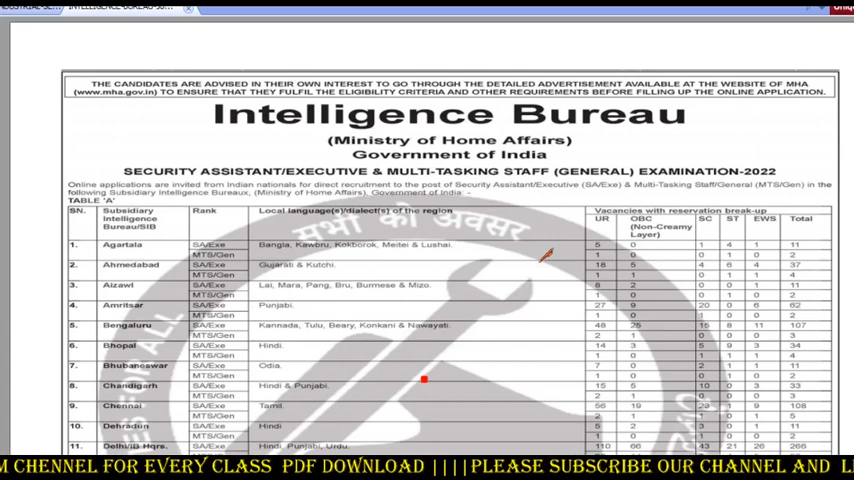 INTELLIGENCE-BUREAU-30...
THE CANDIDATES ARE ADVISED IN THEIR OWN INTEREST TO GO THROUGH THE DETAILED ADVERTISEMENT AVAILABLE AT THE WEBSITE OF MHA
(www.mha.gov.in) TO ENSURE THAT THEY FULFIL THE ELIGIBILITY CRITERIA AND OTHER REQUIREMENTS BEFORE FILLING UP THE ONLINE APPLICATION.
Intelligence Bureau
(Ministry of Home Affairs)
Government of India
SECURITY ASSISTANT/EXECUTIVE & MULTI-TASKING STAFF (GENERAL) EXAMINATION-2022
Online applications are invited from Indian nationals for direct recruitment to the post of Security Assistant/Executive (SA/Exe) & Multi-Tasking Staff/General (MTS/Gen) in the
following Subsidiary Intelligence Bureaux, (Ministry of Home Affairs), Government of India: -
TABLE 'A'
SN. Subsidiary Intelligence Bureau/SIB Rank Local language(s)/dialect(s) of the region Vacancies with reservation break-up
UR OBC (Non-Creamy Layer) SC ST EWS Total
1. Agartala SA/Exe Bangla, Kawbru, Kokborok, Meitei & Lushai. 5 0 1 4 1 11
MTS/Gen 1 0 0 1 0 2
2. Ahmedabad SA/Exe Gujarati & Kutchi. 18 5 4 6 4 37
MTS/Gen 1 1 0 1 1 4
3. Aizawl SA/Exe Lai, Mara, Pang, Bru, Burmese & Mizo. 8 2 0 0 1 11
MTS/Gen 1 0 0 1 0 2
4. Amritsar SA/Exe Punjabi. 27 9 20 0 6 62
MTS/Gen 1 0 1 0 0 2
5. Bengaluru SA/Exe Kannada, Tulu, Beary, Konkani & Nawayati. 48 25 15 8 11 107
MTS/Gen 2 1 0 0 0 3
6. Bhopal SA/Exe Hindi. 14 3 5 9 3 34
MTS/Gen 1 0 1 1 1 4
7. Bhubaneswar SA/Exe Odia. 7 0 2 1 1 11
MTS/Gen 1 0 0 1 0 2
8. Chandigarh SA/Exe Hindi & Punjabi. 15 5 10 0 3 33
MTS/Gen 2 1 0 0 0 3
9. Chennai SA/Exe Tamil. 56 19 23 1 9 108
MTS/Gen 2 1 1 0 1 5
10. Dehradun SA/Exe Hindi 5 2 3 0 1 11
MTS/Gen 1 0 0 1 0 2
11. Delhi/IB Hqrs. SA/Exe Hindi, Punjabi, Urdu. 110 66 43 21 26 266
सभी को अवसर
FOR ALL
M CHENNEL FOR EVERY CLASS PDF DOWNLOAD ||||PLEASE SUBSCRIBE OUR CHANNEL AND